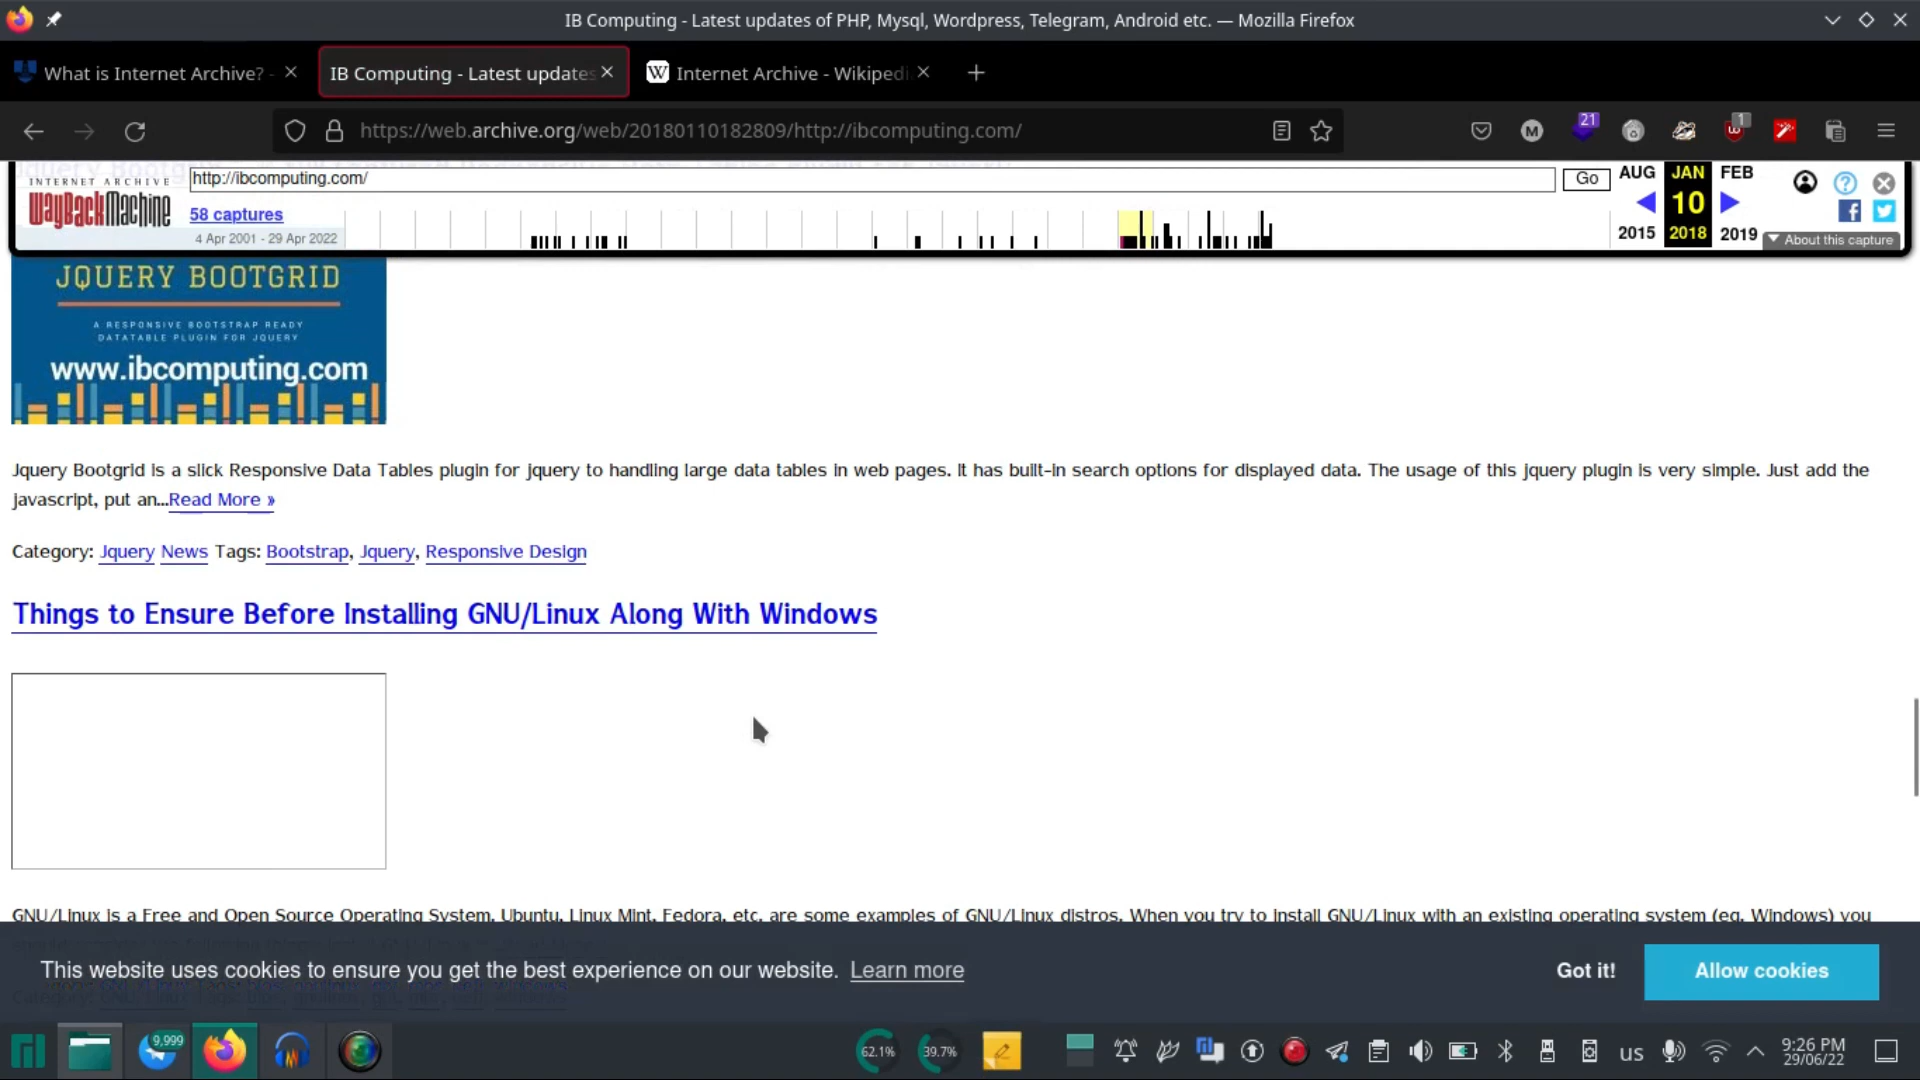 IB Computing - Latest updates of PHP, Mysql, Wordpress, Telegram, Android etc. — Mozilla Firefox
What is Internet Archive? -
IB Computing - Latest updates
Internet Archive - Wikipedi
https://web.archive.org/web/20180110182809/http://ibcomputing.com/
M
21
1
INTERNET ARCHIVE
WayBackMachine
http://ibcomputing.com/
Go
58 captures
4 Apr 2001 - 29 Apr 2022
AUG JAN FEB
10
2015 2018 2019
About this capture
JQUERY BOOTGRID
A RESPONSIVE BOOTSTRAP READY
DATATABLE PLUGIN FOR JQUERY
www.ibcomputing.com
Jquery Bootgrid is a slick Responsive Data Tables plugin for jquery to handling large data tables in web pages. It has built-in search options for displayed data. The usage of this jquery plugin is very simple. Just add the
javascript, put an...Read More »
Category: Jquery News Tags: Bootstrap, Jquery, Responsive Design
Things to Ensure Before Installing GNU/Linux Along With Windows
GNU/Linux is a Free and Open Source Operating System. Ubuntu, Linux Mint, Fedora, etc. are some examples of GNU/Linux distros. When you try to install GNU/Linux with an existing operating system (eg. Windows) you
This website uses cookies to ensure you get the best experience on our website. Learn more
Got it!
Allow cookies
9,999
62.1%
39.7%
us
9:26 PM
29/06/22